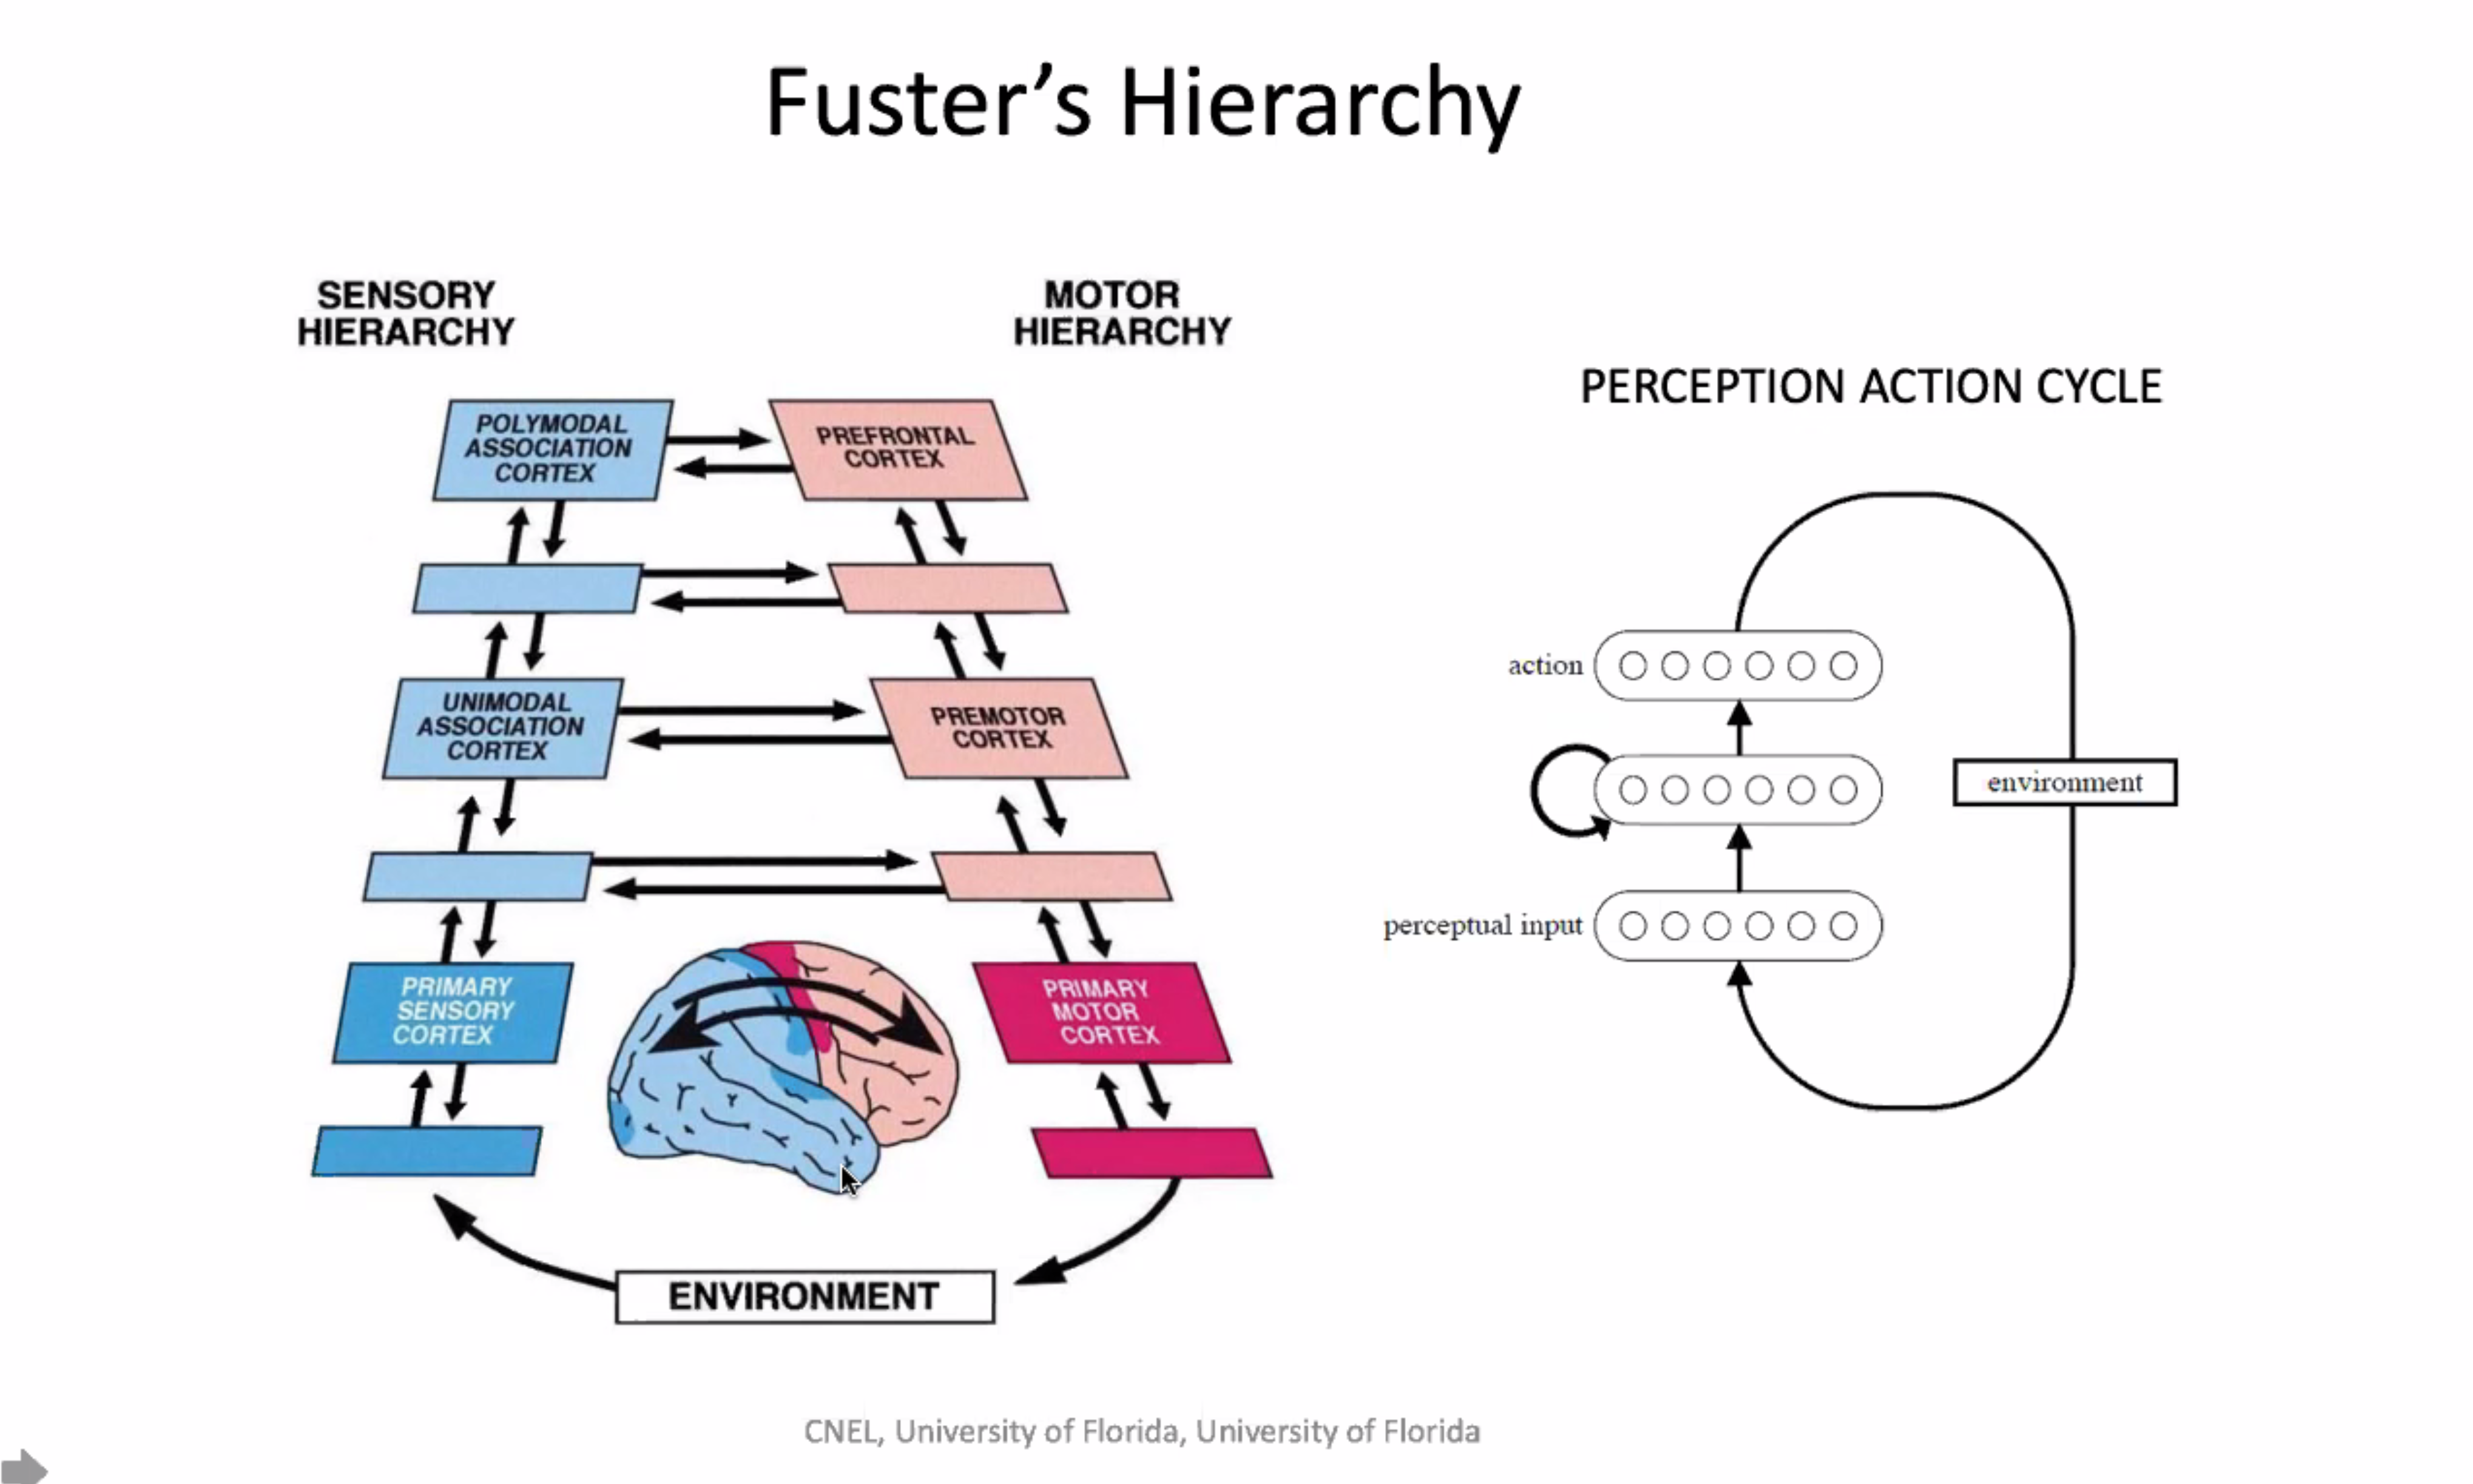 Fuster’s Hierarchy
SENSORY
HIERARCHY
MOTOR
HIERARCHY
POLYMODAL
ASSOCIATION
CORTEX
PREFRONTAL
CORTEX
UNIMODAL
ASSOCIATION
CORTEX
PREMOTOR
CORTEX
PRIMARY
SENSORY
CORTEX
PRIMARY
MOTOR
CORTEX
ENVIRONMENT
PERCEPTION ACTION CYCLE
action
environment
perceptual input
CNEL, University of Florida, University of Florida